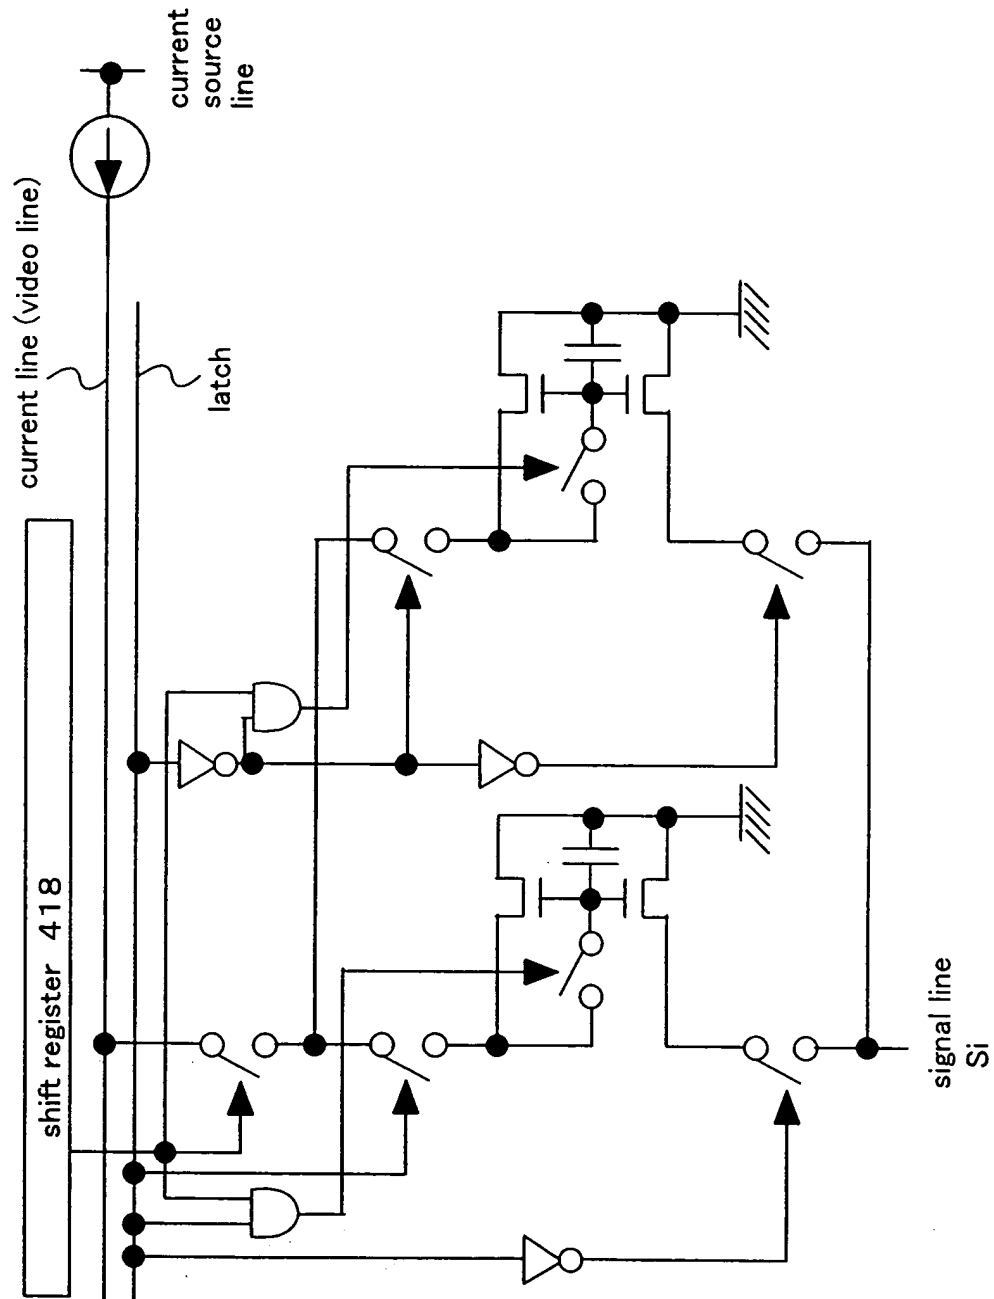 shift register 418
current line (video line)
current
source
line
latch
signal line
Si